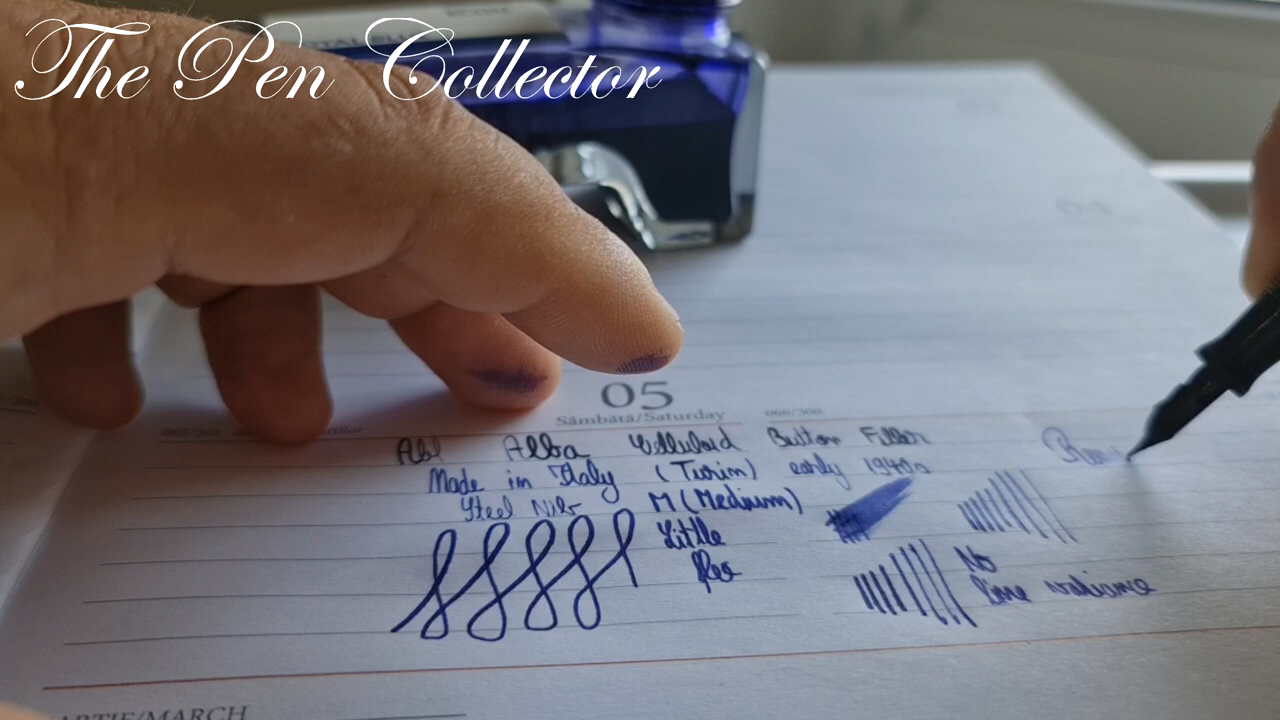 The Pen Collector
05
Sâmbătă/Saturday
Alba Celluloid Button Filler
Made in Italy (Turin) early 1940s
Steel Nib M (Medium)
Little
flex
No
line variance
MARTIE/MARCH